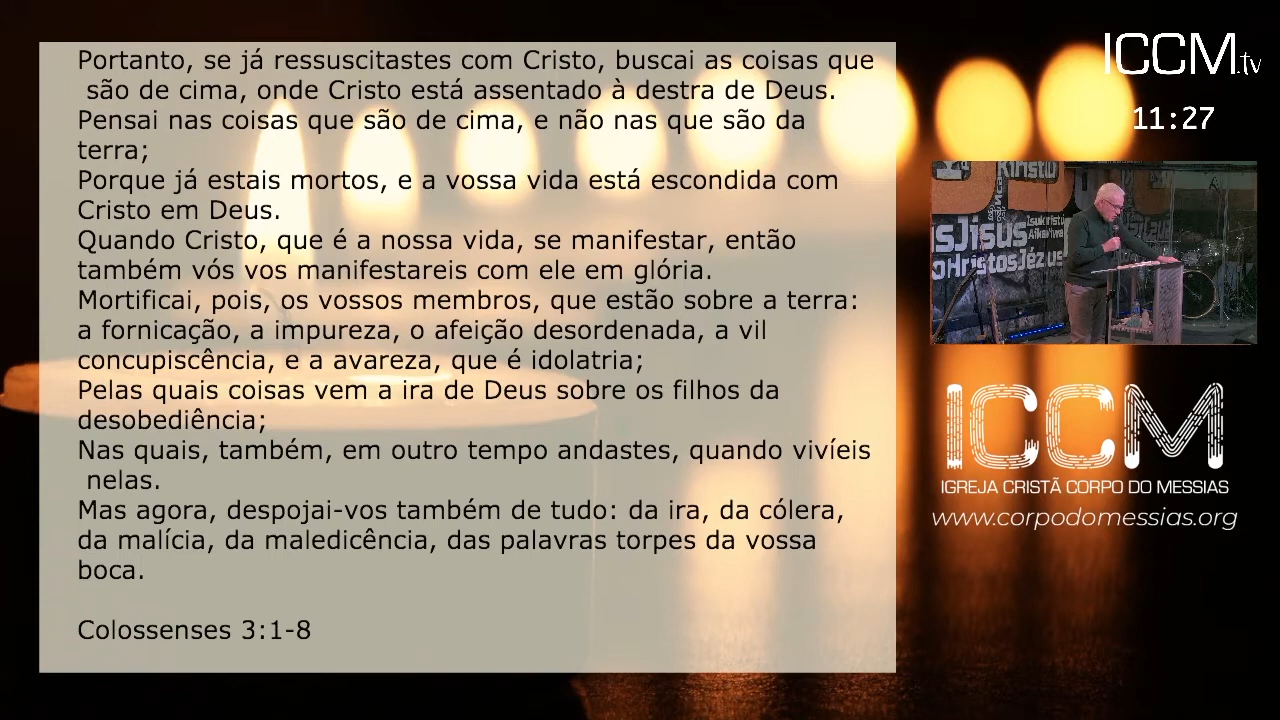 Portanto, se já ressuscitastes com Cristo, buscai as coisas que
são de cima, onde Cristo está assentado à destra de Deus.
Pensai nas coisas que são de cima, e não nas que são da
terra;
Porque já estais mortos, e a vossa vida está escondida com
Cristo em Deus.
Quando Cristo, que é a nossa vida, se manifestar, então
também vós vos manifestareis com ele em glória.
Mortificai, pois, os vossos membros, que estão sobre a terra:
a fornicação, a impureza, o afeição desordenada, a vil
concupiscência, e a avareza, que é idolatria;
Pelas quais coisas vem a ira de Deus sobre os filhos da
desobediência;
Nas quais, também, em outro tempo andastes, quando vivíeis
nelas.
Mas agora, despojai-vos também de tudo: da ira, da cólera,
da malícia, da maledicência, das palavras torpes da vossa
boca.
Colossenses 3:1-8
ICCM.tv
11:27
sJisus
oHristosJézus
ICCM
IGREJA CRISTÃ CORPO DO MESSIAS
www.corpodomessias.org